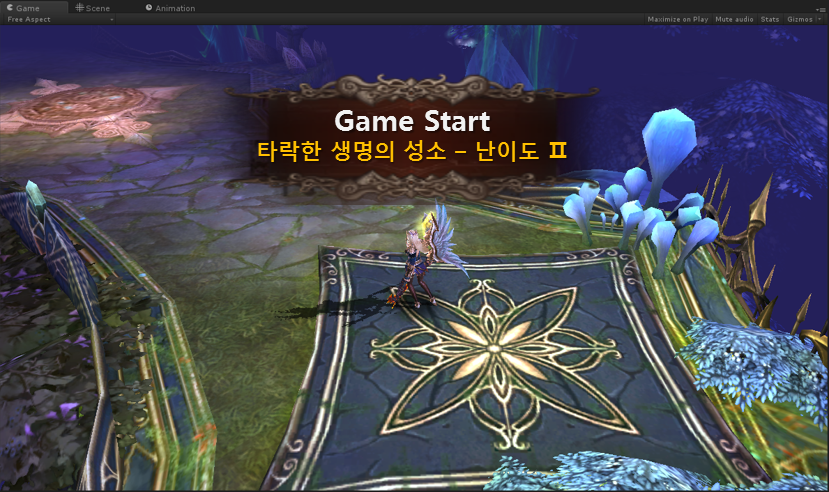 Game
Scene
Animation
Free Aspect
Maximize on Play
Mute audio
Stats
Gizmos
Game Start
타락한 생명의 성소 – 난이도 Ⅱ